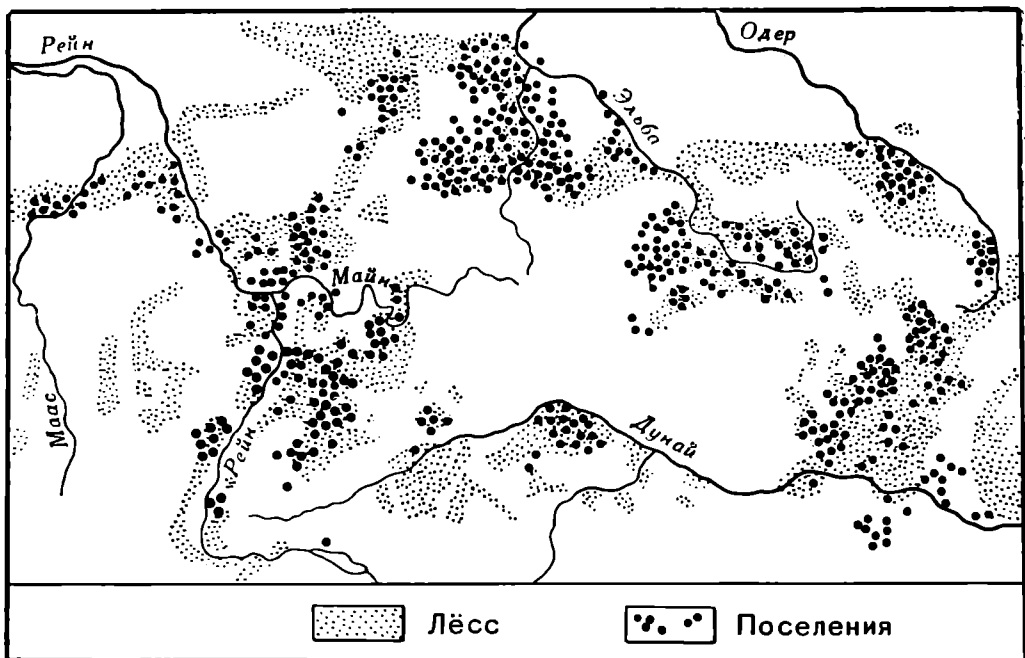 Рейн
Одер
Эльба
Майн
Маас
Рейн
Дунай
Лёсс
Поселения